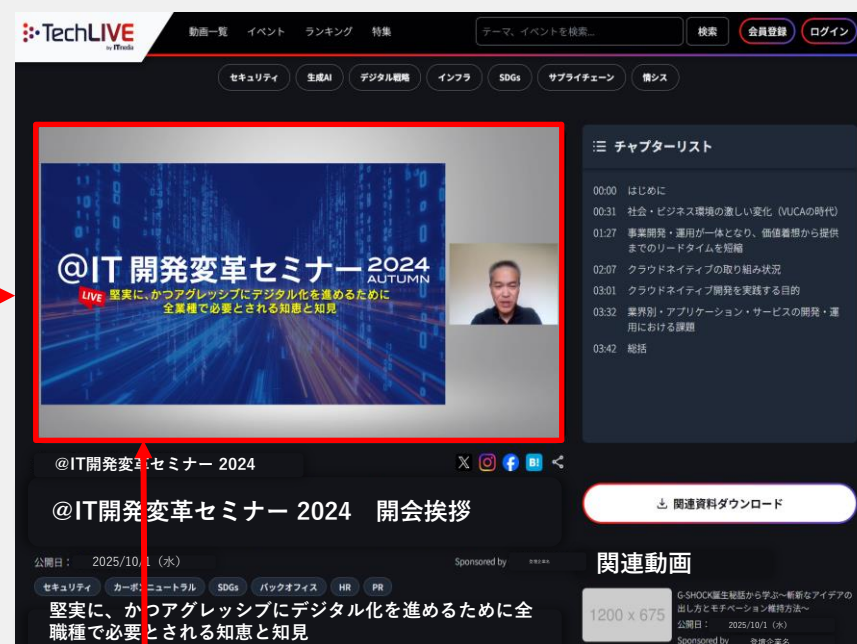 TechLIVE
by ITmedia
動画一覧 イベント ランキング 特集
テーマ、イベントを検索...
検索
会員登録
ログイン
セキュリティ 生成AI デジタル戦略 インフラ SDGs サプライチェーン 情シス
@IT 開発変革セミナー 2024
AUTUMN
LIVE 堅実に、かつアグレッシブにデジタル化を進めるために
全業種で必要とされる知恵と知見
チャプターリスト
00:00 はじめに
00:31 社会・ビジネス環境の激しい変化（VUCAの時代）
01:27 事業開発・運用が一体となり、価値着想から提供
までのリードタイムを短縮
02:07 クラウドネイティブの取り組み状況
03:01 クラウドネイティブ開発を実践する目的
03:32 業界別・アプリケーション・サービスの開発・運
用における課題
03:42 総括
@IT開発変革セミナー 2024
B!
@IT開発変革セミナー 2024 開会挨拶
関連資料ダウンロード
公開日： 2025/10/1（水）
Sponsored by
セキュリティ カーボンニュートラル SDGs バックオフィス HR PR
堅実に、かつアグレッシブにデジタル化を進めるために全
職種で必要とされる知恵と知見
関連動画
1200 x 675
G-SHOCK誕生秘話から学ぶ～斬新なアイデアの
出し方とモチベーション維持方法～
公開日： 2025/10/1（水）
Sponsored by 登壇企業名